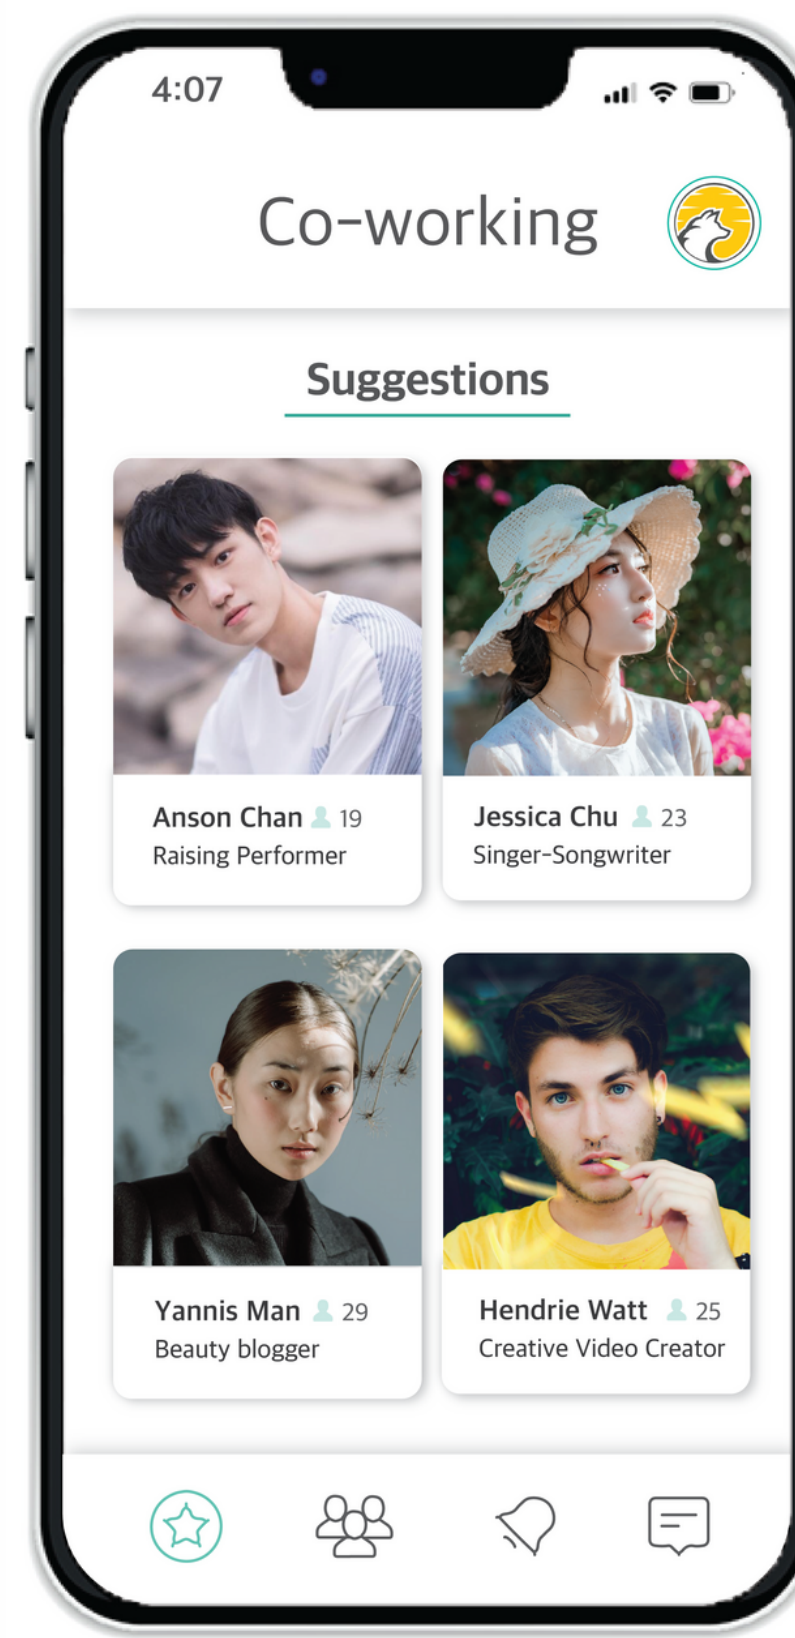 4:07
Co-working
Suggestions
Anson Chan 19
Raising Performer
Jessica Chu 23
Singer-Songwriter
Yannis Man 29
Beauty blogger
Hendrie Watt 25
Creative Video Creator